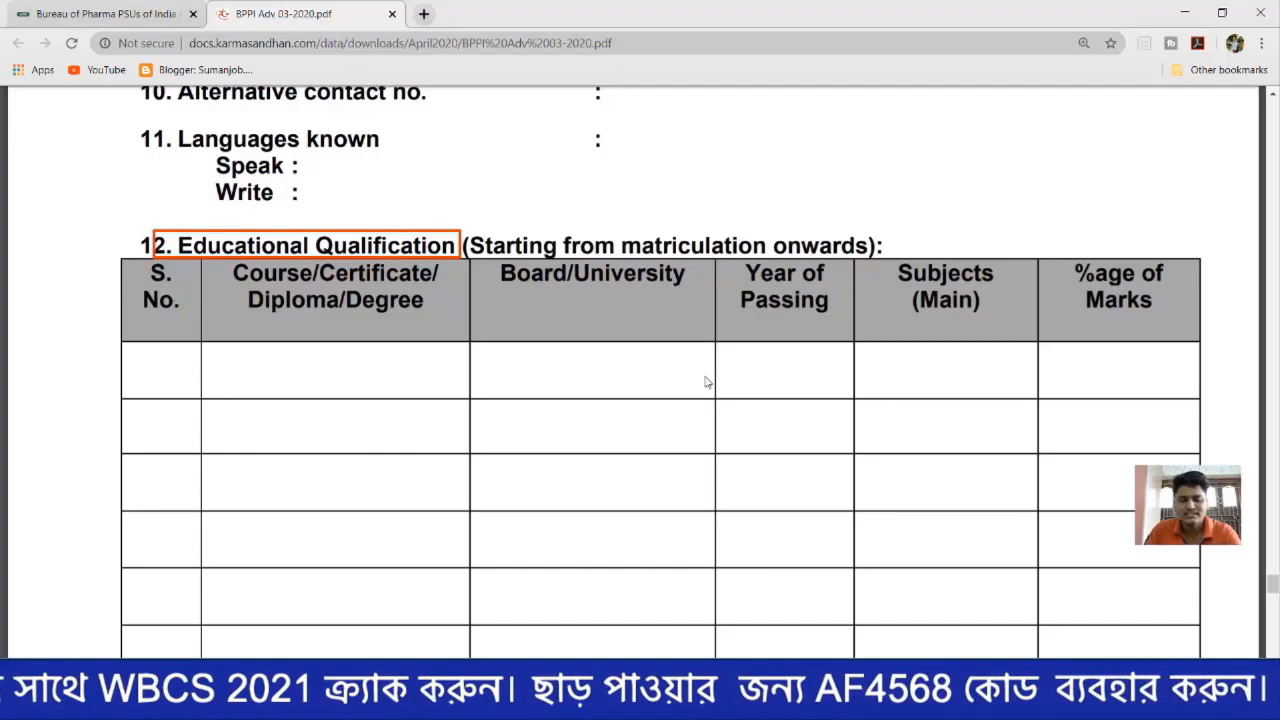 Bureau of Pharma PSUs of India
BPPI Adv 03-2020.pdf
Not secure
docs.karmasandhan.com/data/downloads/April2020/BPPI%20Adv%2003-2020.pdf
Apps
YouTube
Blogger: Sumanjob....
Other bookmarks
10. Alternative contact no. :
11. Languages known :
Speak :
Write :
12. Educational Qualification (Starting from matriculation onwards):
S. No.
Course/Certificate/
Diploma/Degree
Board/University
Year of
Passing
Subjects
(Main)
%age of
Marks
সাথে WBCS 2021 ক্র্যাক করুন। ছাড় পাওয়ার জন্য AF4568 কোড ব্যবহার করুন।